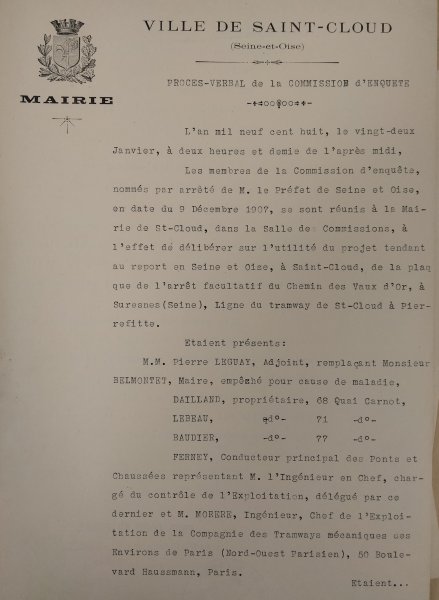 VILLE DE SAINT-CLOUD
(Seine-et-Oise)
MAIRIE
PROCES-VERBAL de la COMMISSION d'ENQUETE
L'an mil neuf cent huit, le vingt-deux
Janvier, à deux heures et demie de l'après midi,
Les membres de la Commission d'enquête,
nommés par arrêté de M. le Préfet de Seine et Oise,
en date du 9 Décembre 1907, se sont réunis à la Mai-
rie de St-Cloud, dans la Salle des Commissions, à
l'effet de délibérer sur l'utilité du projet tendant
au report en Seine et Oise, à Saint-Cloud, de la plaq
que de l'arrêt facultatif du Chemin des Vaux d'Or, à
Suresnes(Seine), Ligne du tramway de St-Cloud à Pier-
refitte.
Etaient présents:
M.M. Pierre LEGUAY, Adjoint, remplaçant Monsieur
BELMONTET, Maire, empêzhé pour cause de maladie,
DAILLAND, propriétaire, 68 Quai Carnot,
LEBEAU, -d°- 71 -d°-
BAUDIER, -d°- 77 -d°-
FERNEY, Conducteur principal des Ponts et
Chaussées représentant M. l'Ingénieur en Chef, char-
gé du contrôle de l'Exploitation, délégué par ce
dernier et M. MORERE, Ingénieur, Chef de l'Exploi-
tation de la Compagnie des Tramways mécaniques des
Environs de Paris (Nord-Ouest Parisien), 50 Boule-
vard Haussmann, Paris.
Etaient...